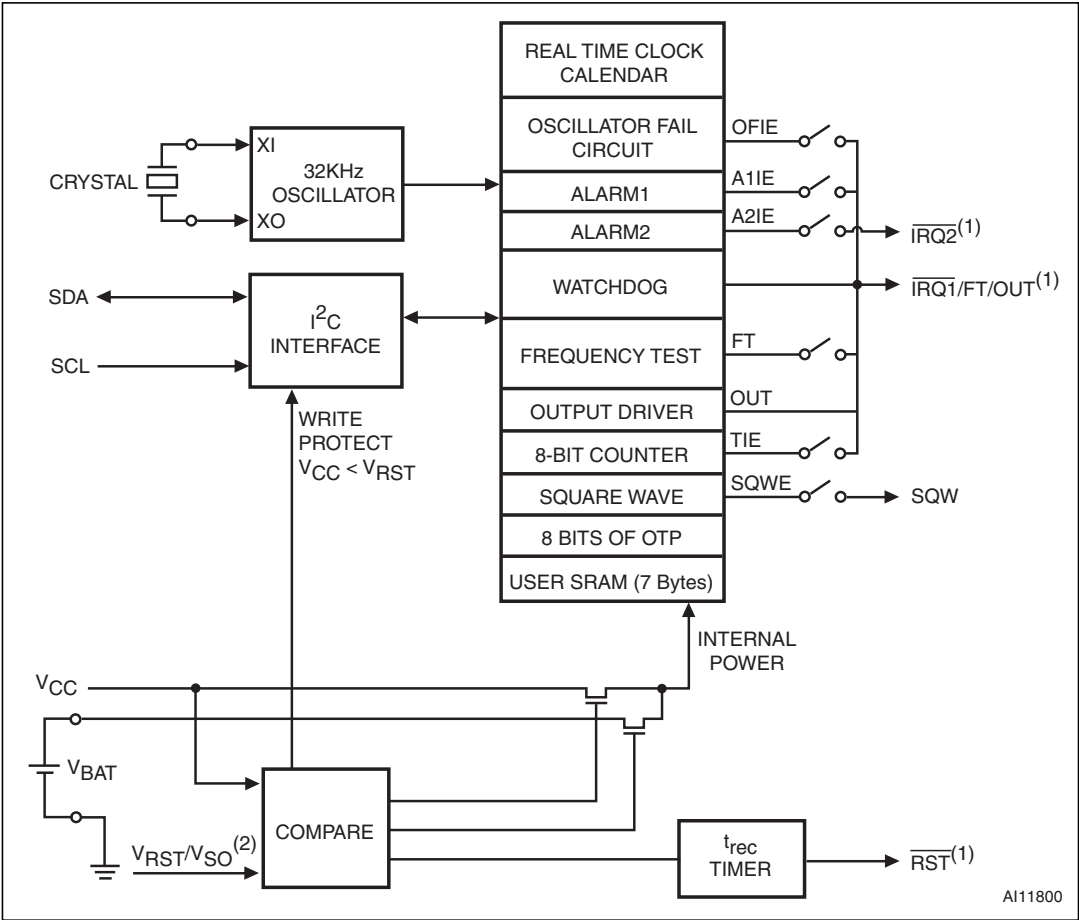 REAL TIME CLOCK
CALENDAR
OSCILLATOR FAIL
CIRCUIT
OFIE
ALARM1
A1IE
ALARM2
A2IE
IRQ2(1)
WATCHDOG
IRQ1/FT/OUT(1)
FREQUENCY TEST
FT
OUTPUT DRIVER
OUT
8-BIT COUNTER
TIE
SQUARE WAVE
SQWE
SQW
8 BITS OF OTP
USER SRAM (7 Bytes)
CRYSTAL
XI
32KHz
OSCILLATOR
XO
SDA
SCL
I2C
INTERFACE
WRITE
PROTECT
VCC < VRST
INTERNAL
POWER
VCC
VBAT
VRST/VSO(2)
COMPARE
trec
TIMER
RST(1)
AI11800